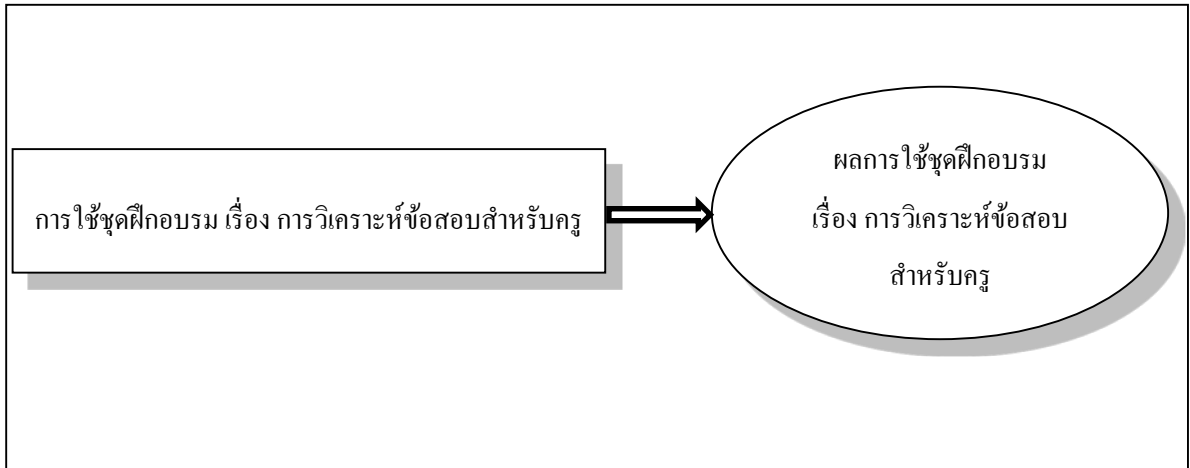 การใช้ชุดฝึกอบรม เรื่อง การวิเคราะห์ข้อสอบสำหรับครู
ผลการใช้ชุดฝึกอบรม
เรื่อง การวิเคราะห์ข้อสอบ
สำหรับครู